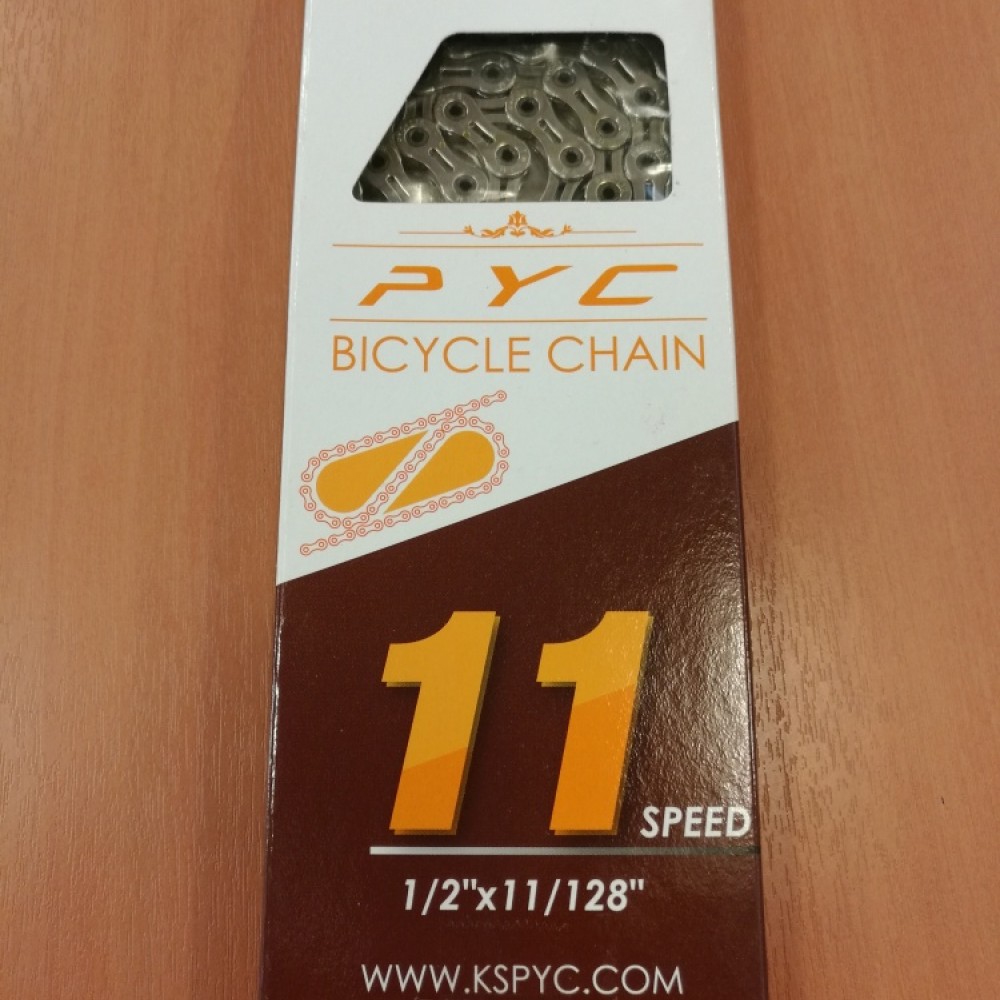 PYC
BICYCLE CHAIN
11
SPEED
1/2"x11/128"
WWW.KSPYC.COM